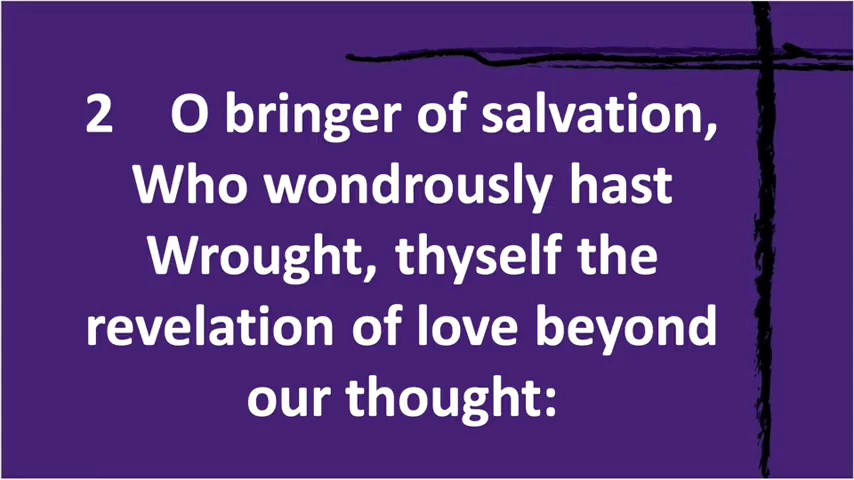 2 O bringer of salvation,
Who wondrously hast
Wrought, thyself the
revelation of love beyond
our thought: